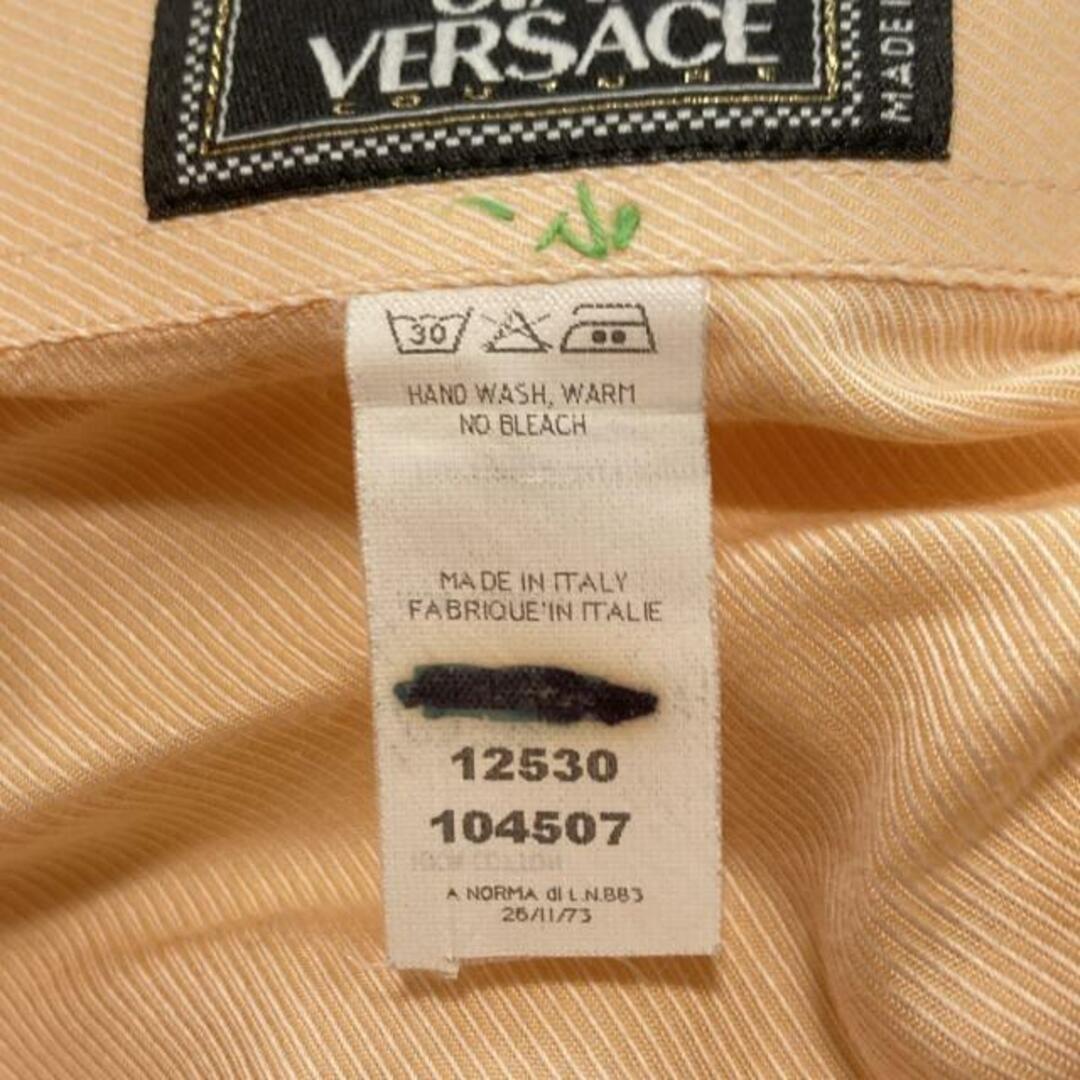 VERSACE
COUTURE
MADE
30
HAND WASH, WARM
NO BLEACH
MADE IN ITALY
FABRIQUE'IN ITALIE
12530
104507
A NORMA di L.N.883
26/11/73